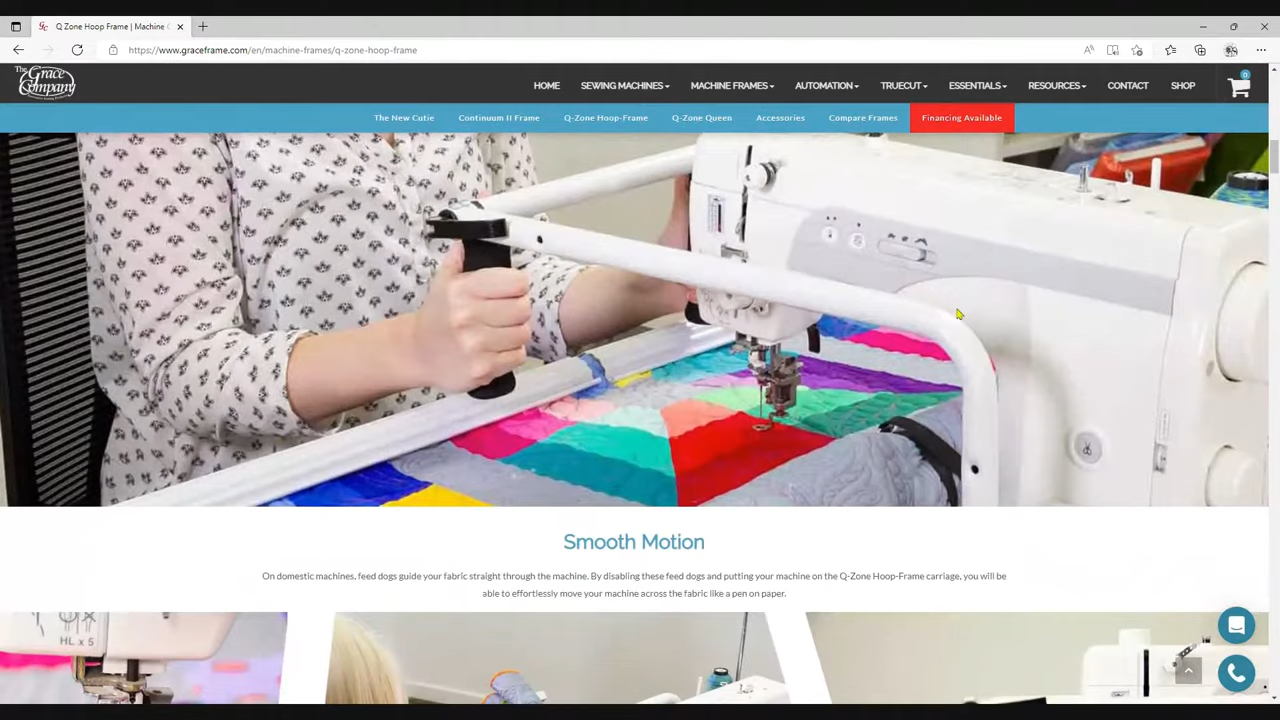 Q Zone Hoop Frame | Machine
https://www.graceframe.com/en/machine-frames/q-zone-hoop-frame
The Grace Company
HOME SEWING MACHINES MACHINE FRAMES AUTOMATION TRUECUT ESSENTIALS RESOURCES CONTACT SHOP 0
The New Cutie Continuum II Frame Q-Zone Hoop-Frame Q-Zone Queen Accessories Compare Frames Financing Available
Smooth Motion
On domestic machines, feed dogs guide your fabric straight through the machine. By disabling these feed dogs and putting your machine on the Q-Zone Hoop-Frame carriage, you will be
able to effortlessly move your machine across the fabric like a pen on paper.
HL x 5